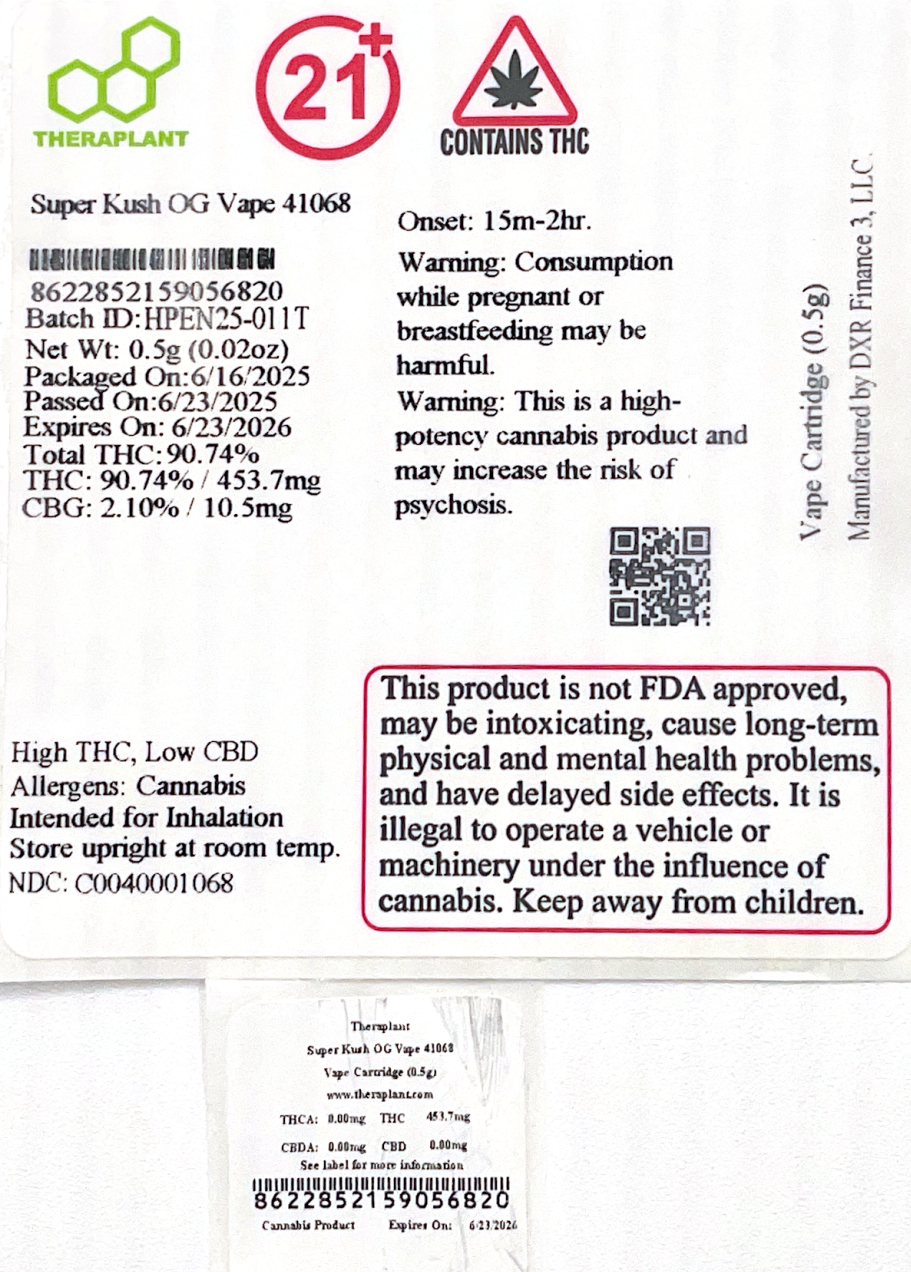 THERAPLANT
21+
CONTAINS THC
Super Kush OG Vape 41068
8622852159056820
Batch ID:HPEN25-011T
Net Wt: 0.5g (0.02oz)
Packaged On:6/16/2025
Passed On:6/23/2025
Expires On: 6/23/2026
Total THC: 90.74%
THC: 90.74% / 453.7mg
CBG: 2.10% / 10.5mg
Onset: 15m-2hr.
Warning: Consumption
while pregnant or
breastfeeding may be
harmful.
Warning: This is a high-
potency cannabis product and
may increase the risk of
psychosis.
Vape Cartridge (0.5g)
Manufactured by DXR Finance 3, LLC.
High THC, Low CBD
Allergens: Cannabis
Intended for Inhalation
Store upright at room temp.
NDC: C0040001068
This product is not FDA approved,
may be intoxicating, cause long-term
physical and mental health problems,
and have delayed side effects. It is
illegal to operate a vehicle or
machinery under the influence of
cannabis. Keep away from children.
Theraplant
Super Kush OG Vape 41068
Vape Cartridge (0.5g)
www.theraplant.com
THCA: 0.00mg THC 453.7mg
CBDA: 0.00mg CBD 0.00mg
See label for more information
8622852159056820
Cannabis Product Expires On: 6/23/2026